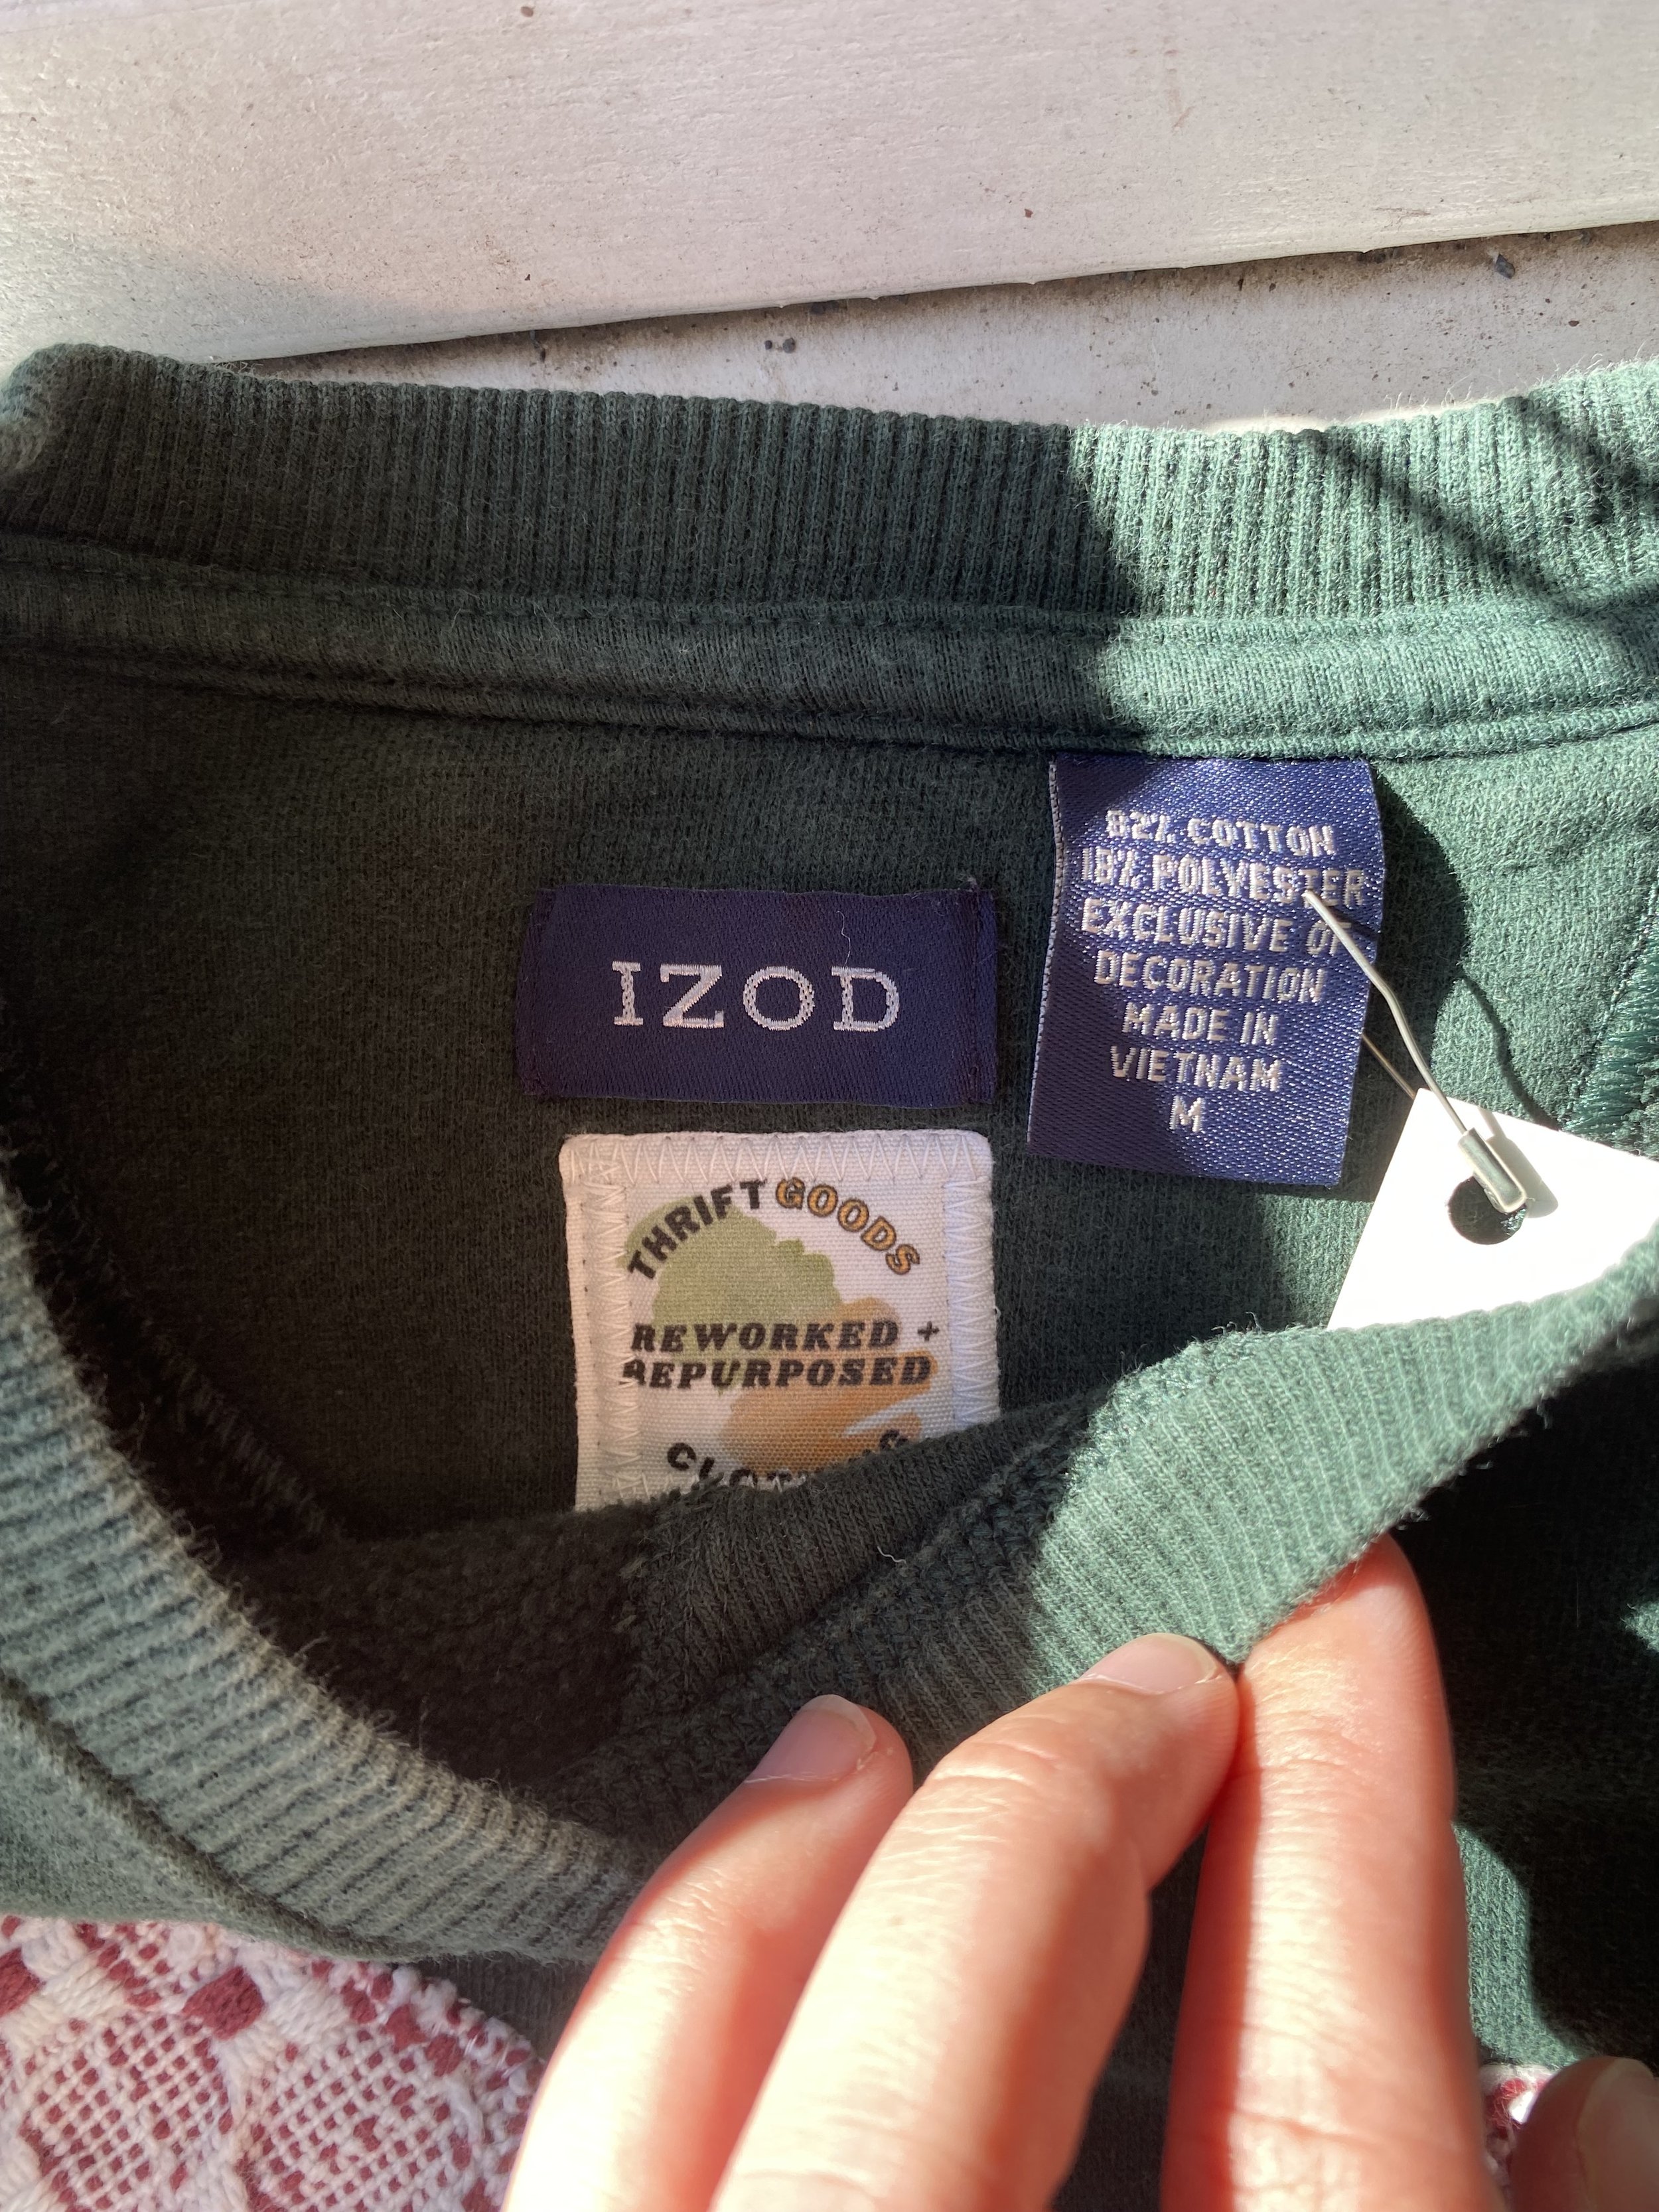 IZOD
82% COTTON
18% POLYESTER
EXCLUSIVE OF
DECORATION
MADE IN
VIETNAM
M
THRIFT GOODS
REWORKED +
REPURPOSED